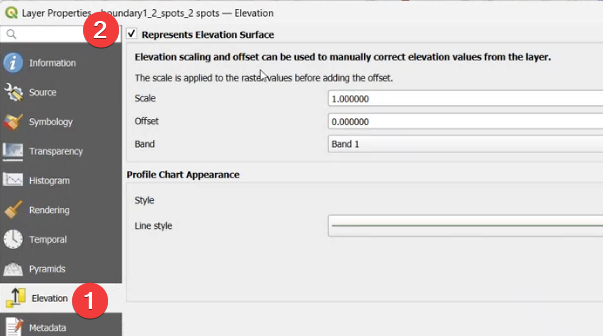 Layer Properties — boundary1_2_spots_2 spots — Elevation
2
Represents Elevation Surface
Elevation scaling and offset can be used to manually correct elevation values from the layer.
The scale is applied to the raster values before adding the offset.
Scale
1.000000
Offset
0.000000
Band
Band 1
Profile Chart Appearance
Style
Line style
Information
Source
Symbology
Transparency
Histogram
Rendering
Temporal
Pyramids
Elevation
1
Metadata